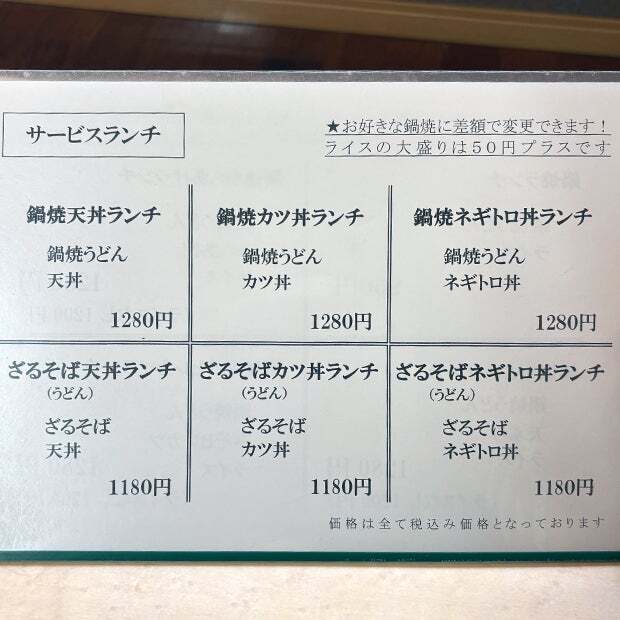 サービスランチ
★お好きな鍋焼に差額で変更できます！
ライスの大盛りは５０円プラスです
鍋焼天丼ランチ
鍋焼うどん
天丼
1280円
鍋焼カツ丼ランチ
鍋焼うどん
カツ丼
1280円
鍋焼ネギトロ丼ランチ
鍋焼うどん
ネギトロ丼
1280円
ざるそば天丼ランチ
（うどん）
ざるそば
天丼
1180円
ざるそばカツ丼ランチ
（うどん）
ざるそば
カツ丼
1180円
ざるそばネギトロ丼ランチ
（うどん）
ざるそば
ネギトロ丼
1180円
価格は全て税込み価格となっております